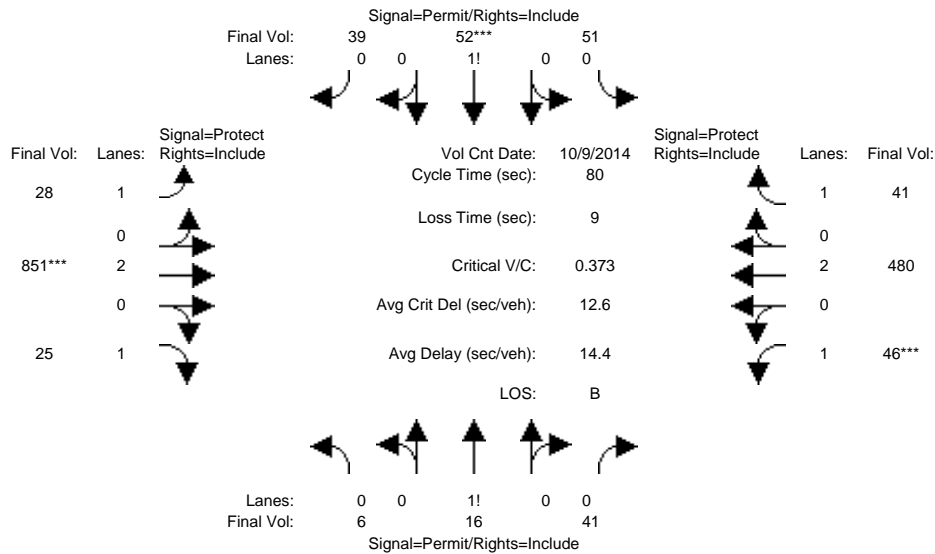 Signal=Permit/Rights=Include
Final Vol: 39 52*** 51
Lanes: 0 0 1! 0 0
Signal=Protect Signal=Protect
Final Vol: Lanes: Rights=Include Vol Cnt Date: 10/9/2014 Rights=Include Lanes: Final Vol:
Cycle Time (sec): 80
28 1 1 41
Loss Time (sec): 9
0 0
851*** 2 Critical V/C: 0.373 2 480
0 Avg Crit Del (sec/veh): 12.6 0
25 1 Avg Delay (sec/veh): 14.4 1 46***
LOS: B
Lanes: 0 0 1! 0 0
Final Vol: 6 16 41
Signal=Permit/Rights=Include